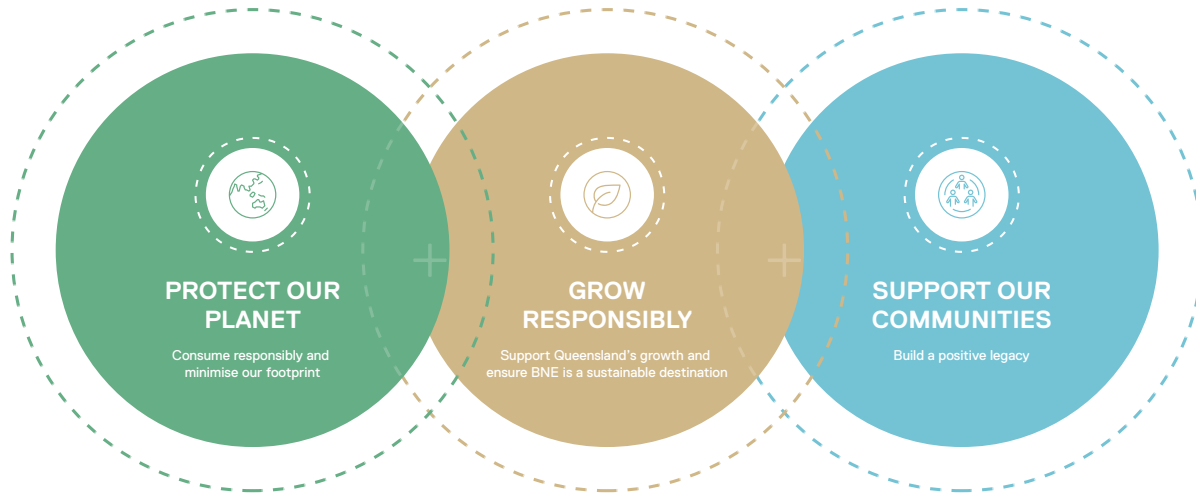 PROTECT OUR
PLANET
Consume responsibly and
minimise our footprint
+
GROW
RESPONSIBLY
Support Queensland's growth and
ensure BNE is a sustainable destination
+
SUPPORT OUR
COMMUNITIES
Build a positive legacy